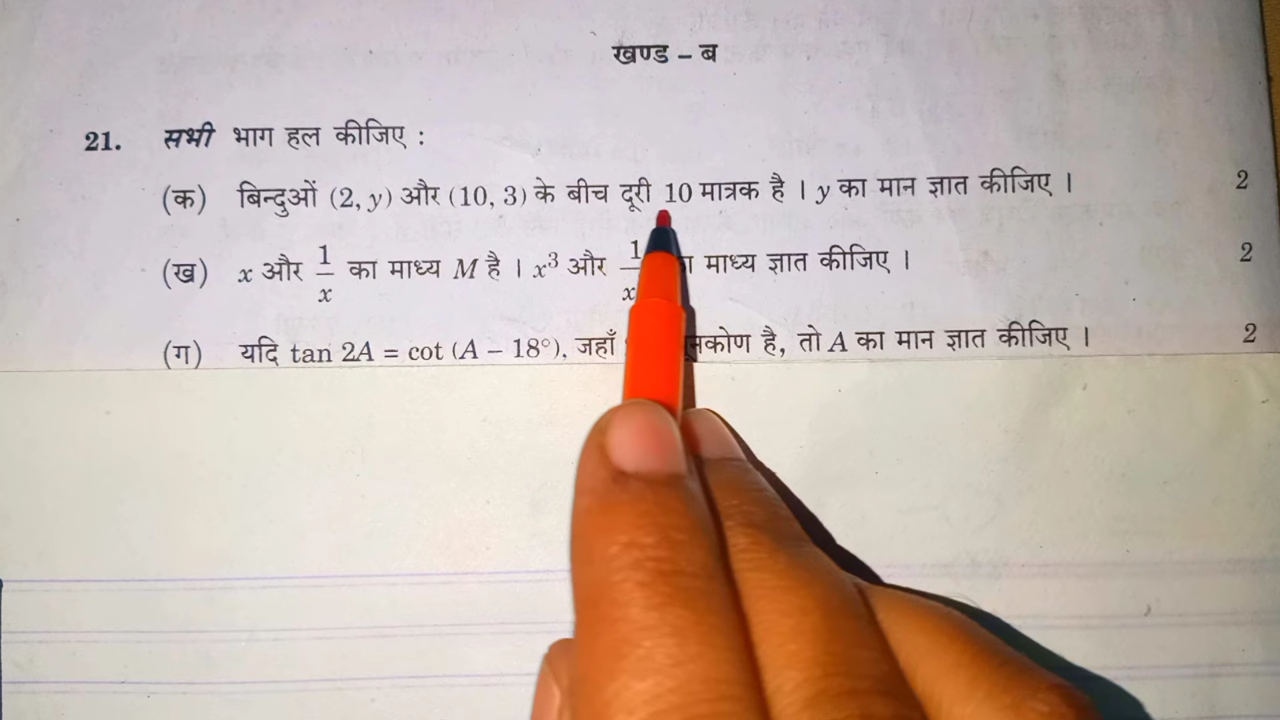 खण्ड – ब
21. सभी भाग हल कीजिए :
(क) बिन्दुओं (2, y) और (10, 3) के बीच दूरी 10 मात्रक है । y का मान ज्ञात कीजिए । 2
(ख) x और 1/x का माध्य M है । x³ और 1/x माध्य ज्ञात कीजिए । 2
(ग) यदि tan 2A = cot (A – 18°), जहाँ है, तो A का मान ज्ञात कीजिए । 2